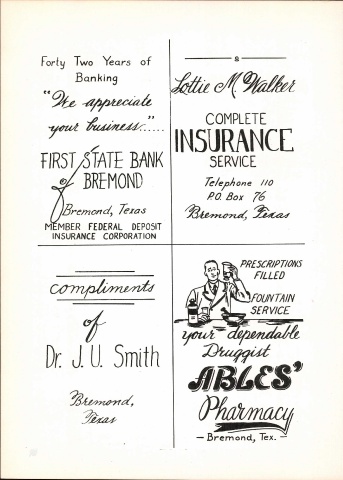 Forty Two Years of
Banking
"We appreciate
your business.".....
FIRST STATE BANK
of BREMOND
Bremond, Texas
MEMBER FEDERAL DEPOSIT
INSURANCE CORPORATION
Lottie M. Walker
COMPLETE
INSURANCE
SERVICE
Telephone 110
P.O. Box 76
Bremond, Texas
compliments
of
Dr. J. U. Smith
Bremond,
Texas
PRESCRIPTIONS
FILLED
FOUNTAIN
SERVICE
your dependable
Druggist
ABLES'
Pharmacy
- Bremond, Tex. -